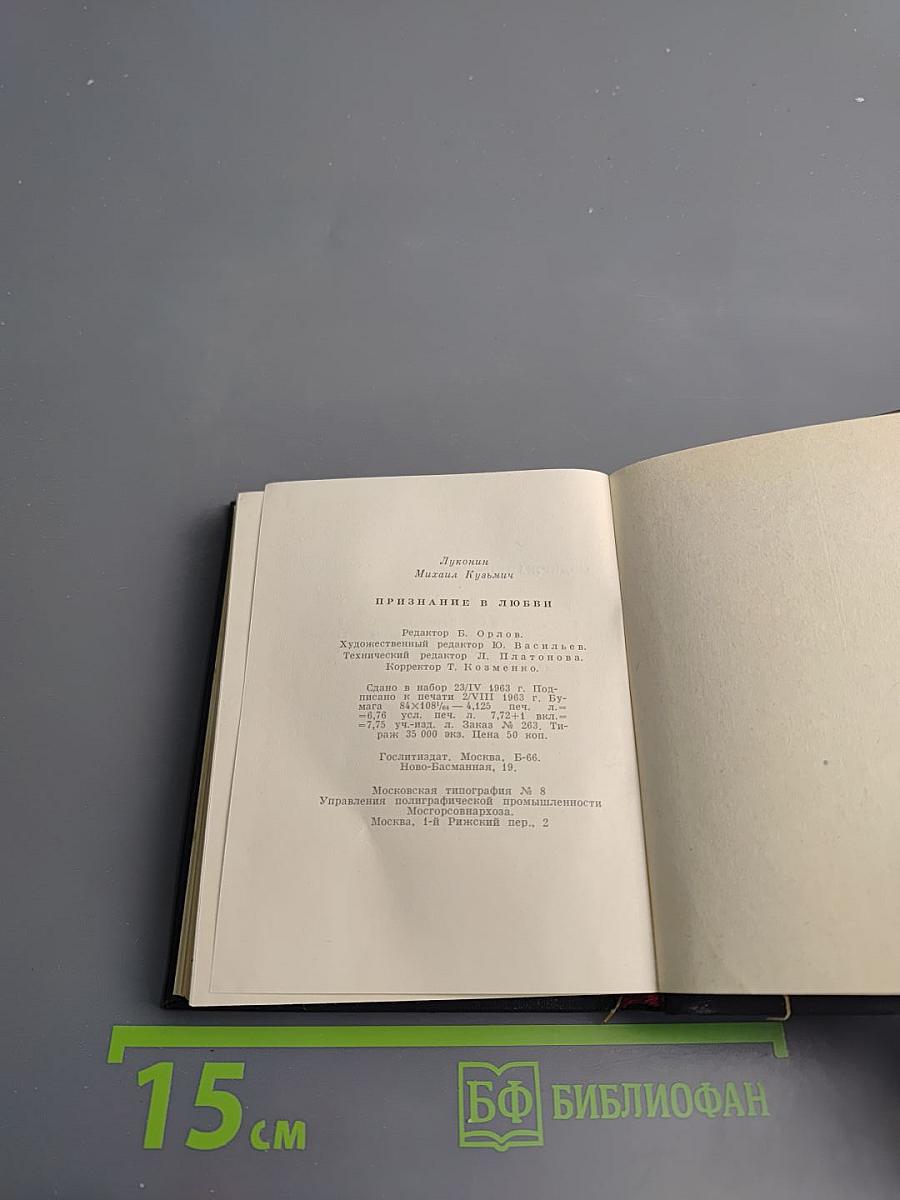 Луконин
Михаил Кузьмич
ПРИЗНАНИЕ В ЛЮБВИ
Редактор Б. Орлов.
Художественный редактор Ю. Васильев.
Технический редактор Л. Платонова.
Корректор Т. Козменко.
Сдано в набор 23/IV 1963 г. Под-
писано к печати 2/VIII 1963 г. Бу-
мага 84×108¹/₆₄ — 4,125 печ. л.=
=6,76 усл. печ. л. 7,72+1 вкл.=
=7,75 уч.-изд. л. Заказ № 263. Ти-
раж 35 000 экз. Цена 50 коп.
Гослитиздат. Москва, Б-66.
Ново-Басманная, 19.
Московская типография № 8
Управления полиграфической промышленности
Мосгорсовнархоза.
Москва, 1-й Рижский пер., 2
15 см
БФ БИБЛИОФАН